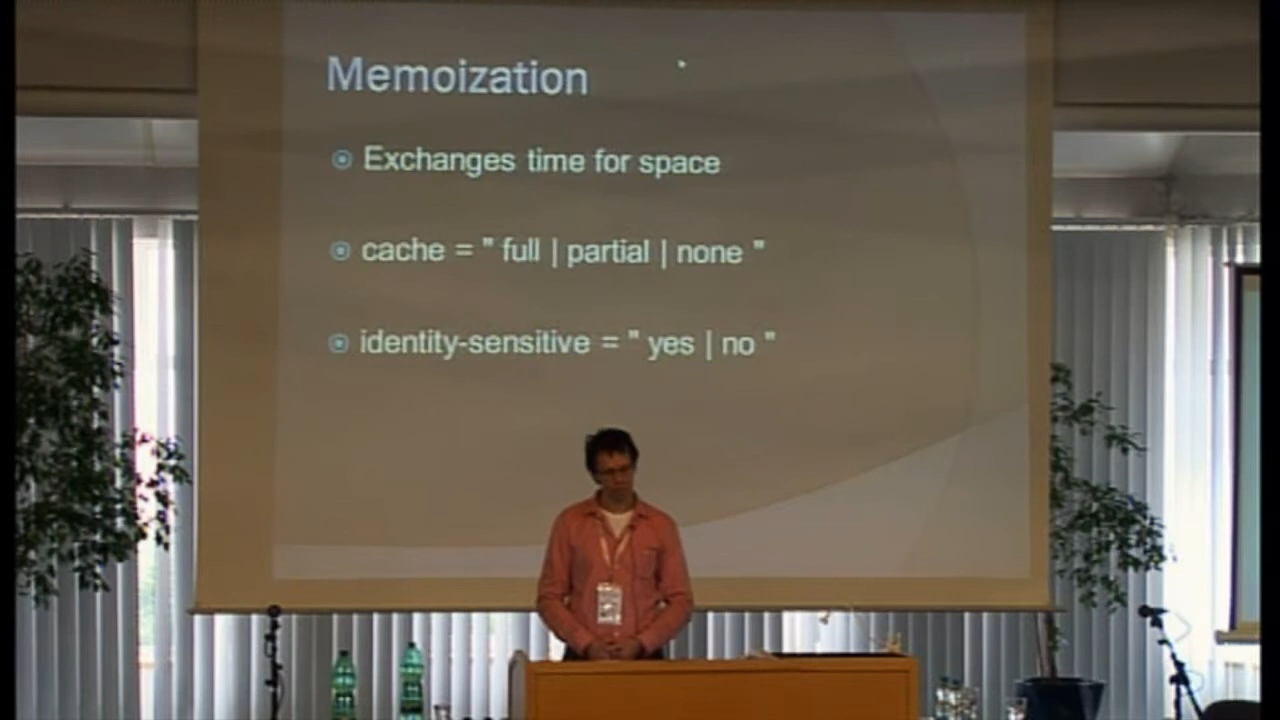 Memoization
Exchanges time for space
cache = " full | partial | none "
identity-sensitive = " yes | no "